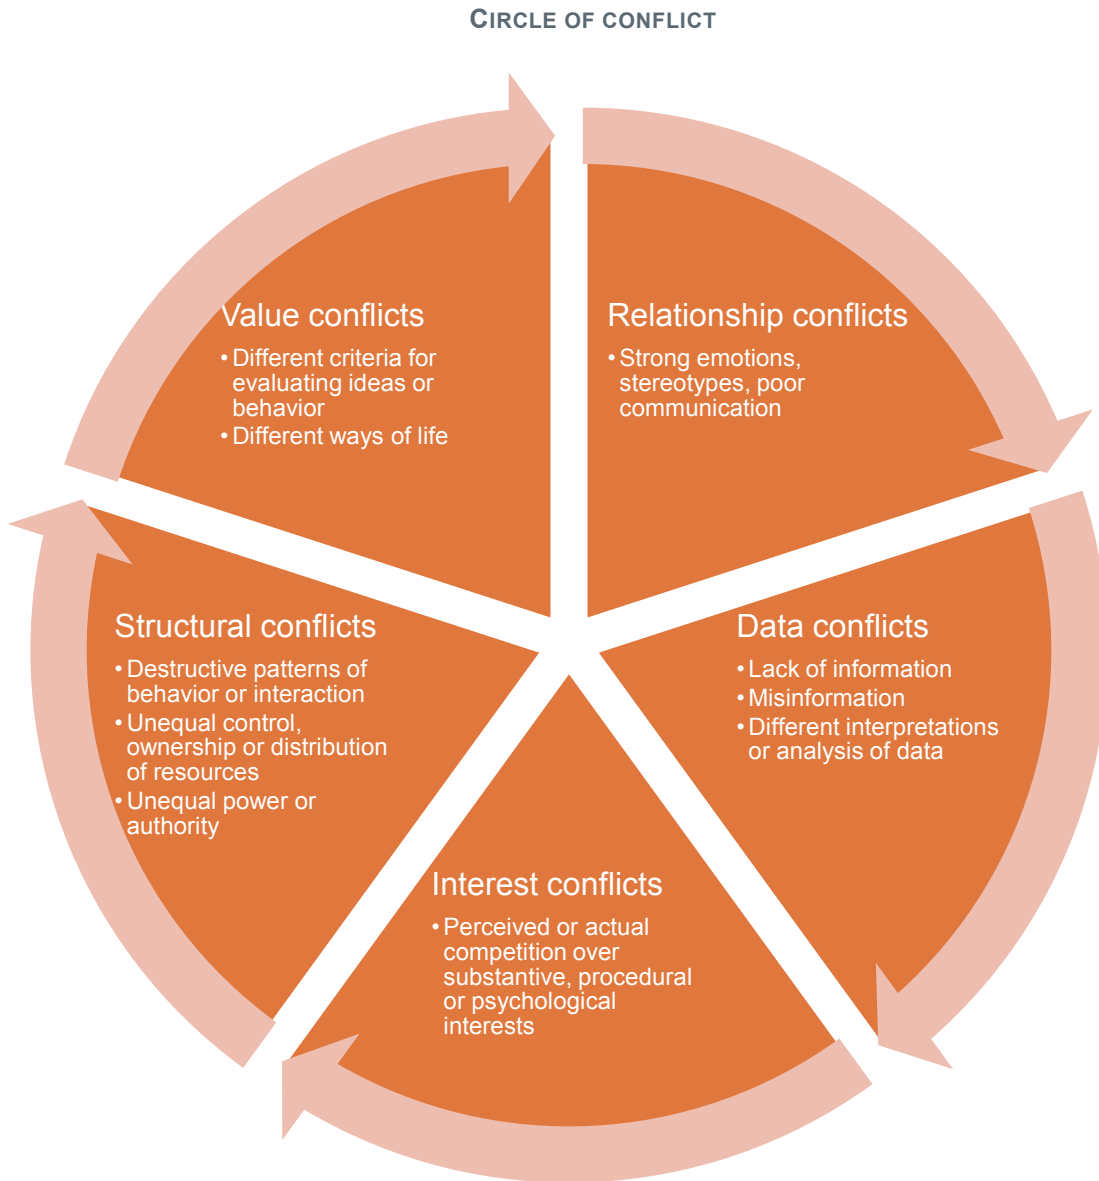 CIRCLE OF CONFLICT
Value conflicts
• Different criteria for
evaluating ideas or
behavior
• Different ways of life
Relationship conflicts
• Strong emotions,
stereotypes, poor
communication
Structural conflicts
• Destructive patterns of
behavior or interaction
• Unequal control,
ownership or distribution
of resources
• Unequal power or
authority
Data conflicts
• Lack of information
• Misinformation
• Different interpretations
or analysis of data
Interest conflicts
• Perceived or actual
competition over
substantive, procedural
or psychological
interests